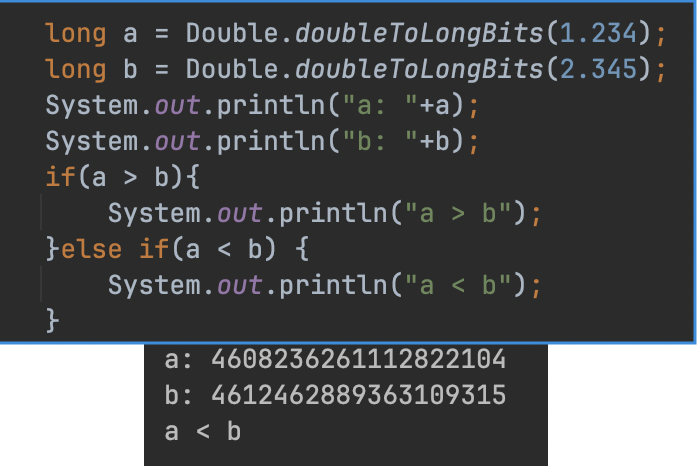 long a = Double.doubleToLongBits(1.234);
long b = Double.doubleToLongBits(2.345);
System.out.println("a: "+a);
System.out.println("b: "+b);
if(a > b){
    System.out.println("a > b");
}else if(a < b) {
    System.out.println("a < b");
}
a: 4608236261112822104
b: 4612462889363109315
a < b